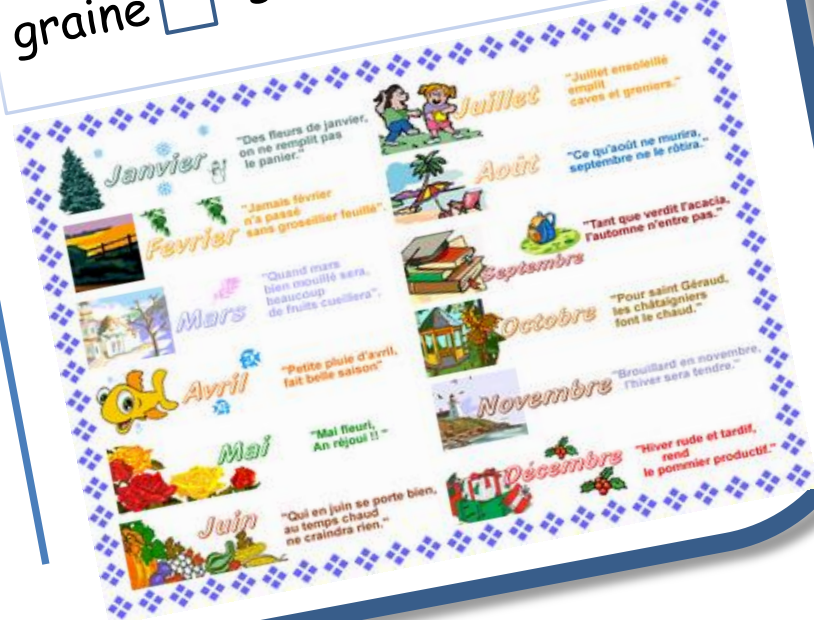 graine
Janvier
"Des fleurs de janvier,
on ne remplit pas
le panier."
Fevrier
"Jamais février
n'a passé
sans groseillier feuillé".
Mars
"Quand mars
bien mouillé sera,
beaucoup
de fruits cueillera".
Avril
"Petite pluie d'avril,
fait belle saison"
Mai
"Mai fleuri,
An réjoui !! "
Juin
"Qui en juin se porte bien,
au temps chaud
ne craindra rien."
Juillet
"Juillet ensoleillé
emplit
caves et greniers."
Août
"Ce qu'août ne murira,
septembre ne le rôtira."
Septembre
"Tant que verdit l'acacia,
l'automne n'entre pas."
Octobre
"Pour saint Géraud,
les châtaigniers
font le chaud."
Novembre
"Brouillard en novembre,
l'hiver sera tendre."
Décembre
"Hiver rude et tardif,
rend
le pommier productif."